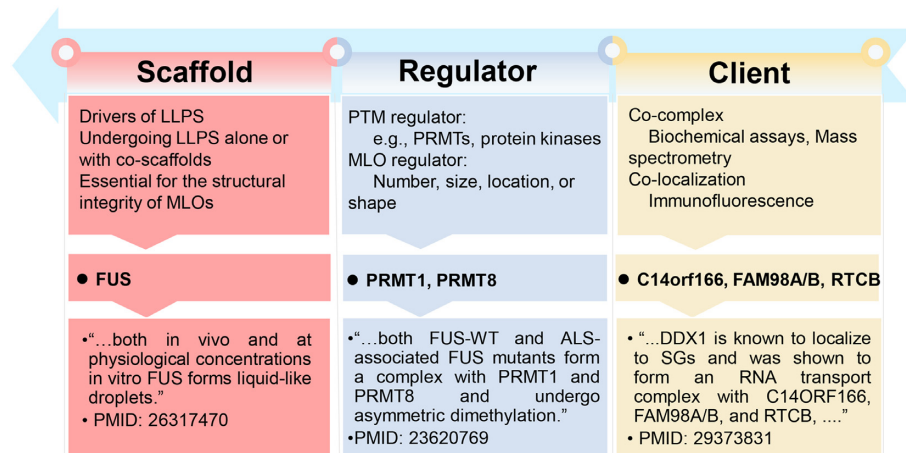 Scaffold
Drivers of LLPS
Undergoing LLPS alone or
with co-scaffolds
Essential for the structural
integrity of MLOs
● FUS
•“…both in vivo and at
physiological concentrations
in vitro FUS forms liquid-like
droplets.”
• PMID: 26317470
Regulator
PTM regulator:
e.g., PRMTs, protein kinases
MLO regulator:
Number, size, location, or
shape
● PRMT1, PRMT8
•“…both FUS-WT and ALS-
associated FUS mutants form
a complex with PRMT1 and
PRMT8 and undergo
asymmetric dimethylation.”
•PMID: 23620769
Client
Co-complex
Biochemical assays, Mass
spectrometry
Co-localization
Immunofluorescence
● C14orf166, FAM98A/B, RTCB
• “...DDX1 is known to localize
to SGs and was shown to
form an RNA transport
complex with C14ORF166,
FAM98A/B, and RTCB, ....”
• PMID: 29373831